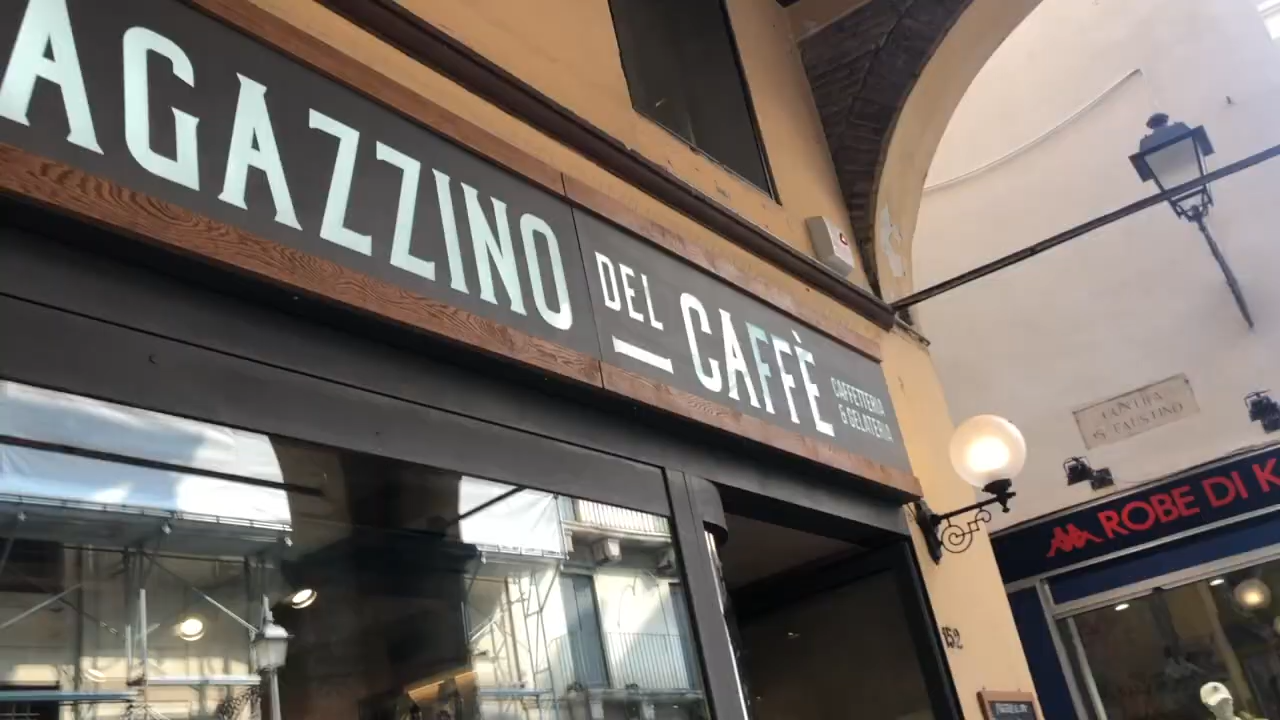 AGAZZINO
DEL
CAFFÈ
CAFFETTERIA
& GELATERIA
CONTRA
S. FAUSTINO
ROBE DI K
152